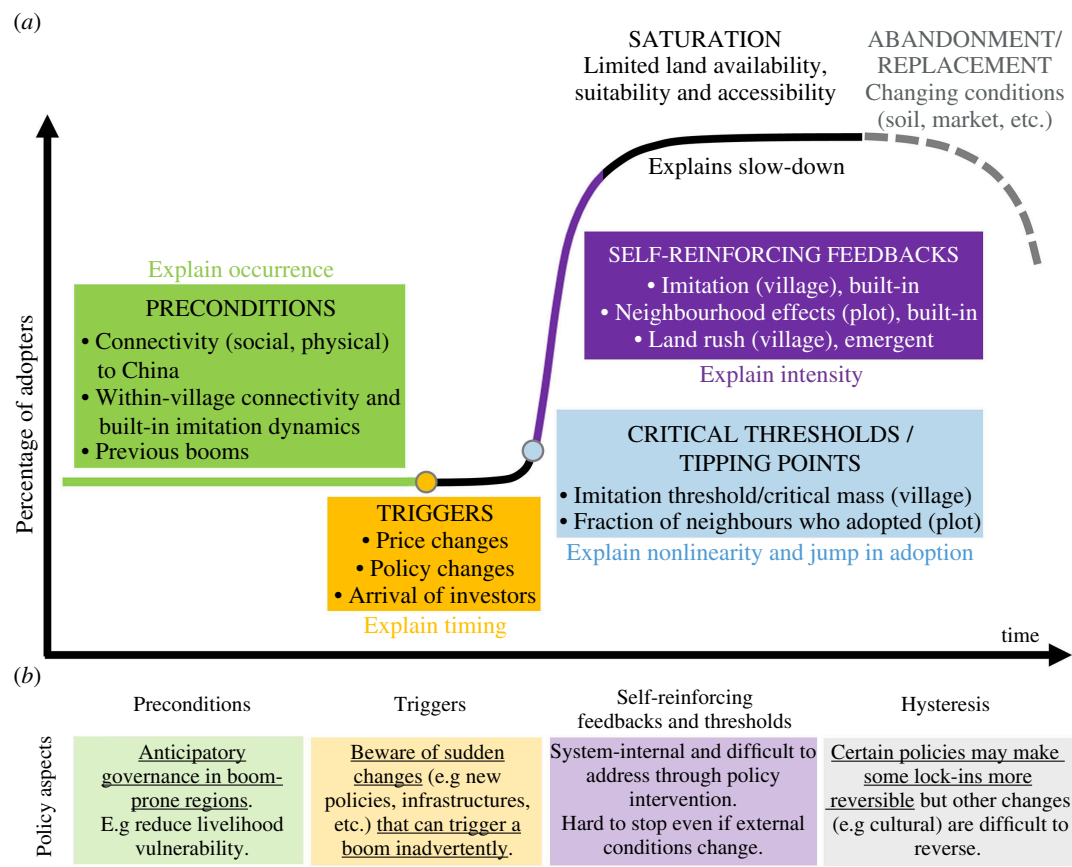 (a)
SATURATION
Limited land availability,
suitability and accessibility
ABANDONMENT/
REPLACEMENT
Changing conditions
(soil, market, etc.)
Explains slow-down
Percentage of adopters
Explain occurrence
PRECONDITIONS
• Connectivity (social, physical)
to China
• Within-village connectivity and
built-in imitation dynamics
• Previous booms
SELF-REINFORCING FEEDBACKS
• Imitation (village), built-in
• Neighbourhood effects (plot), built-in
• Land rush (village), emergent
Explain intensity
CRITICAL THRESHOLDS /
TIPPING POINTS
• Imitation threshold/critical mass (village)
• Fraction of neighbours who adopted (plot)
Explain nonlinearity and jump in adoption
TRIGGERS
• Price changes
• Policy changes
• Arrival of investors
Explain timing
time
(b)
Policy aspects
Preconditions
Anticipatory
governance in boom-
prone regions.
E.g reduce livelihood
vulnerability.
Triggers
Beware of sudden
changes (e.g new
policies, infrastructures,
etc.) that can trigger a
boom inadvertently.
Self-reinforcing
feedbacks and thresholds
System-internal and difficult to
address through policy
intervention.
Hard to stop even if external
conditions change.
Hysteresis
Certain policies may make
some lock-ins more
reversible but other changes
(e.g cultural) are difficult to
reverse.